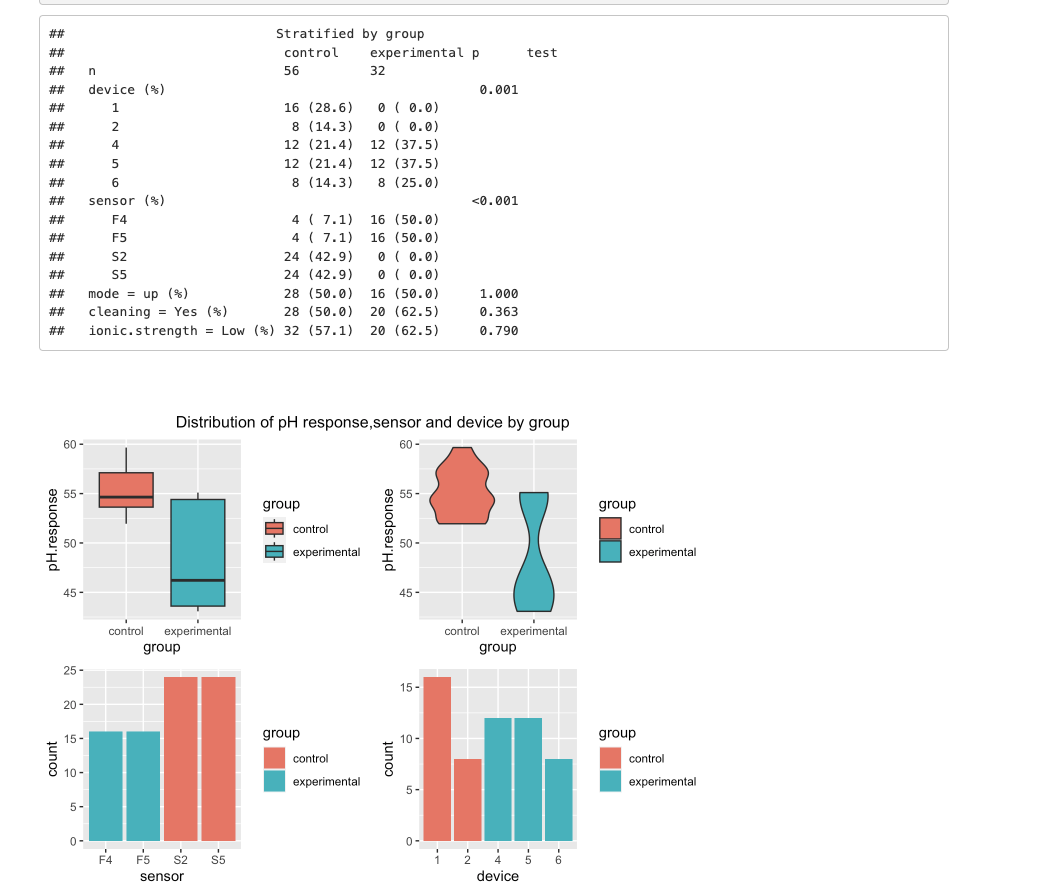 ## Stratified by group
## control experimental p test
## n 56 32
## device (%) 0.001
## 1 16 (28.6) 0 ( 0.0)
## 2 8 (14.3) 0 ( 0.0)
## 4 12 (21.4) 12 (37.5)
## 5 12 (21.4) 12 (37.5)
## 6 8 (14.3) 8 (25.0)
## sensor (%) <0.001
## F4 4 ( 7.1) 16 (50.0)
## F5 4 ( 7.1) 16 (50.0)
## S2 24 (42.9) 0 ( 0.0)
## S5 24 (42.9) 0 ( 0.0)
## mode = up (%) 28 (50.0) 16 (50.0) 1.000
## cleaning = Yes (%) 28 (50.0) 20 (62.5) 0.363
## ionic.strength = Low (%) 32 (57.1) 20 (62.5) 0.790
Distribution of pH response,sensor and device by group
60
55
50
45
pH.response
control experimental
group
group
control
experimental
60
55
50
45
pH.response
control experimental
group
group
control
experimental
25
20
15
10
5
0
count
F4 F5 S2 S5
sensor
group
control
experimental
15
10
5
0
count
1 2 4 5 6
device
group
control
experimental